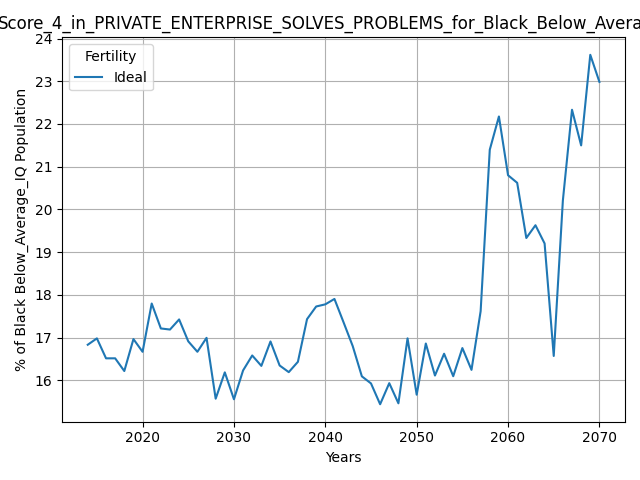 Score_4_in_PRIVATE_ENTERPRISE_SOLVES_PROBLEMS_for_Black_Below_Avera
Fertility
Ideal
% of Black Below_Average_IQ Population
24
23
22
21
20
19
18
17
16
2020 2030 2040 2050 2060 2070
Years